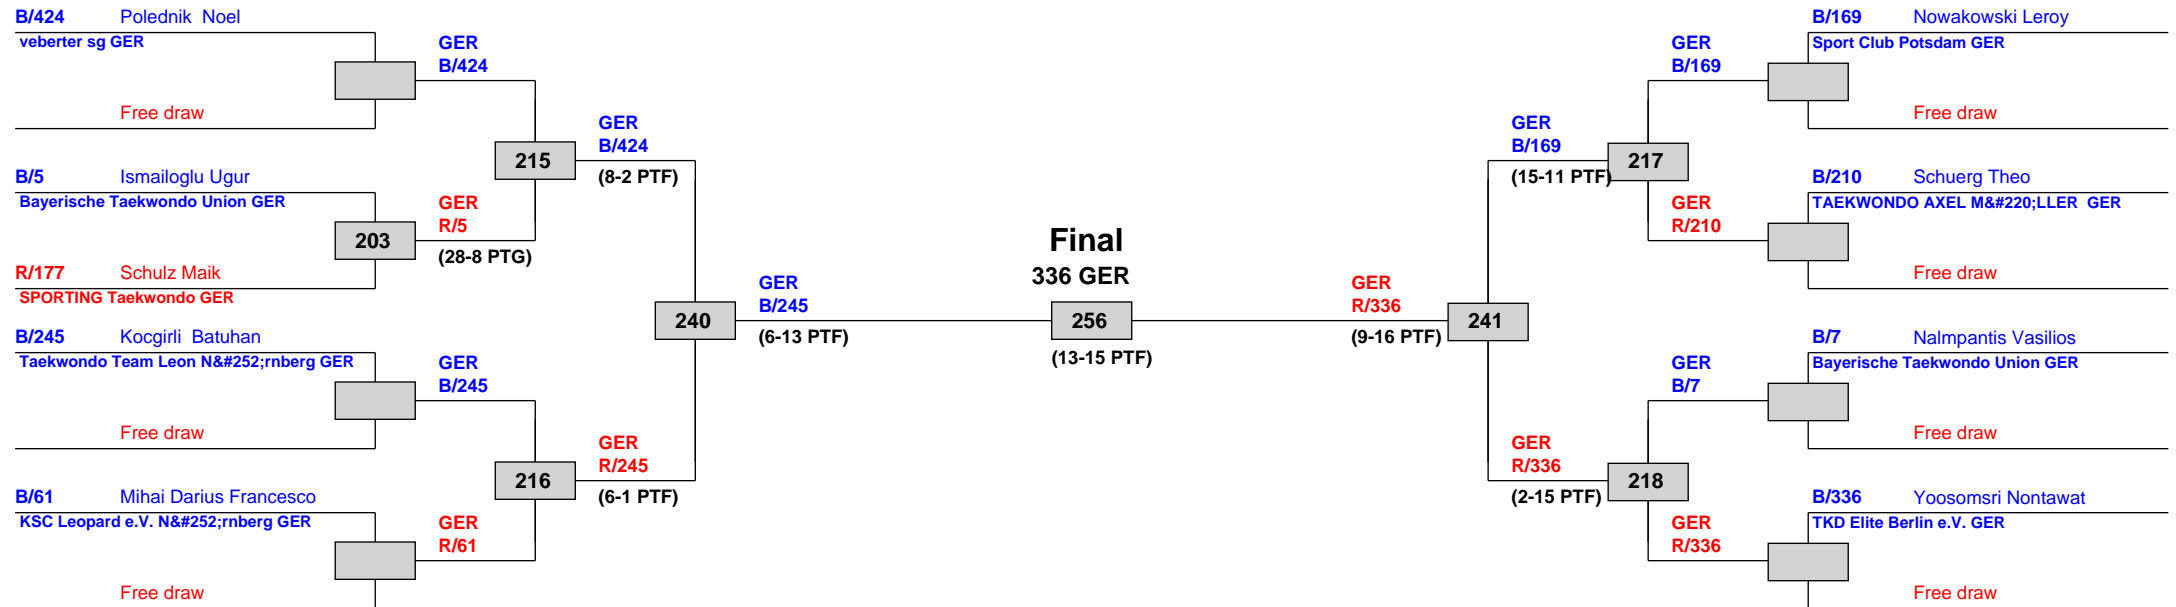 B/424 Polednik  Noel
veberter sg GER
Free draw
B/5 Ismailoglu Ugur
Bayerische Taekwondo Union GER
R/177 Schulz Maik
SPORTING Taekwondo GER
B/245 Kocgirli  Batuhan
Taekwondo Team Leon N&#252;rnberg GER
Free draw
B/61 Mihai Darius Francesco
KSC Leopard e.V. N&#252;rnberg GER
Free draw
203
GER
B/424
GER
R/5
(28-8 PTG)
GER
B/245
GER
R/61
215
216
GER
B/424
(8-2 PTF)
GER
R/245
(6-1 PTF)
240
GER
B/245
(6-13 PTF)
Final
336 GER
256
(13-15 PTF)
GER
R/336
(9-16 PTF)
241
GER
B/169
(15-11 PTF)
GER
R/336
(2-15 PTF)
217
218
GER
B/169
GER
R/210
GER
B/7
GER
R/336
B/169 Nowakowski Leroy
Sport Club Potsdam GER
Free draw
B/210 Schuerg Theo
TAEKWONDO AXEL M&#220;LLER  GER
Free draw
B/7 Nalmpantis Vasilios
Bayerische Taekwondo Union GER
Free draw
B/336 Yoosomsri Nontawat
TKD Elite Berlin e.V. GER
Free draw